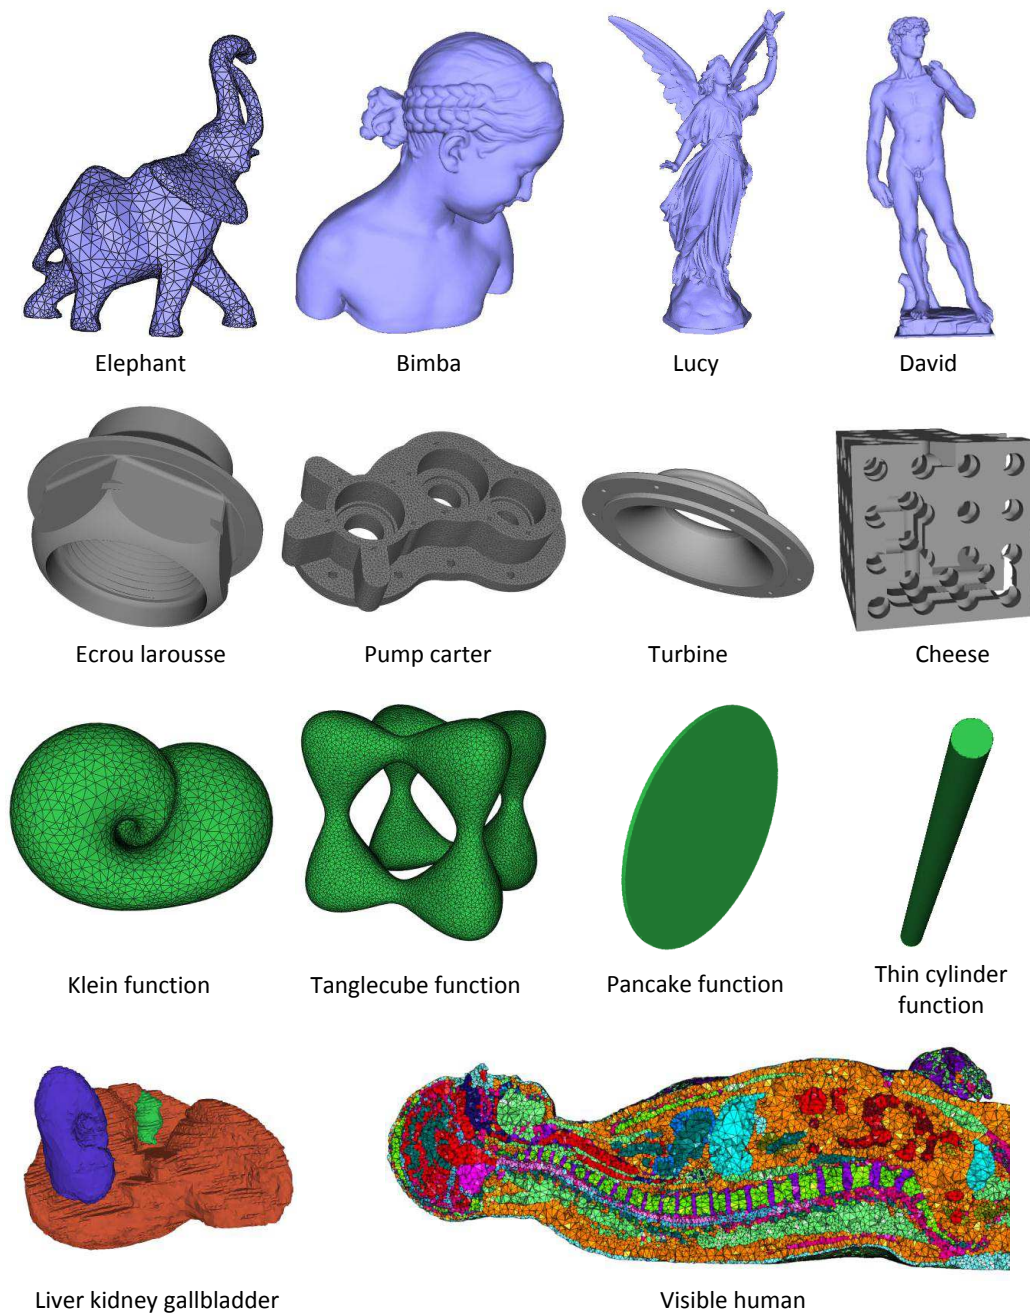 Elephant
Bimba
Lucy
David
Ecrou larousse
Pump carter
Turbine
Cheese
Klein function
Tanglecube function
Pancake function
Thin cylinder
function
Liver kidney gallbladder
Visible human